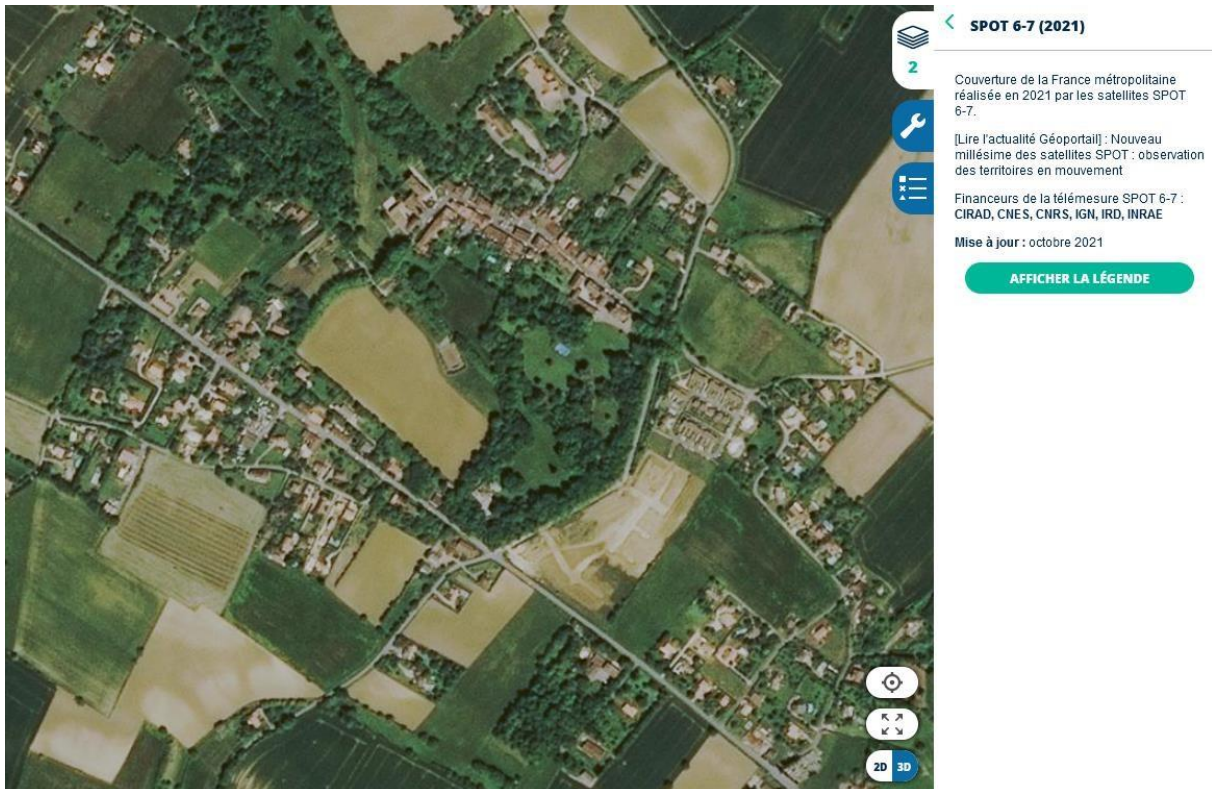 2
SPOT 6-7 (2021)
Couverture de la France métropolitaine
réalisée en 2021 par les satellites SPOT
6-7.
[Lire l'actualité Géoportail] : Nouveau
millésime des satellites SPOT : observation
des territoires en mouvement
Financeurs de la télémesure SPOT 6-7 :
CIRAD, CNES, CNRS, IGN, IRD, INRAE
Mise à jour : octobre 2021
AFFICHER LA LÉGENDE
2D 3D